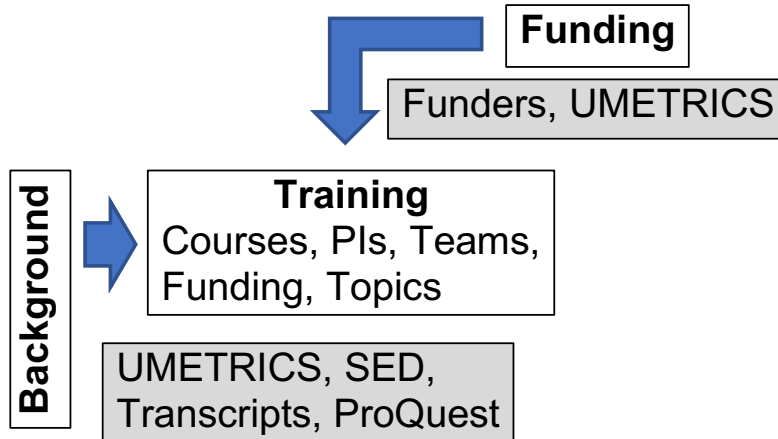 Funding
Funders, UMETRICS
Background
Training
Courses, PIs, Teams,
Funding, Topics
UMETRICS, SED,
Transcripts, ProQuest